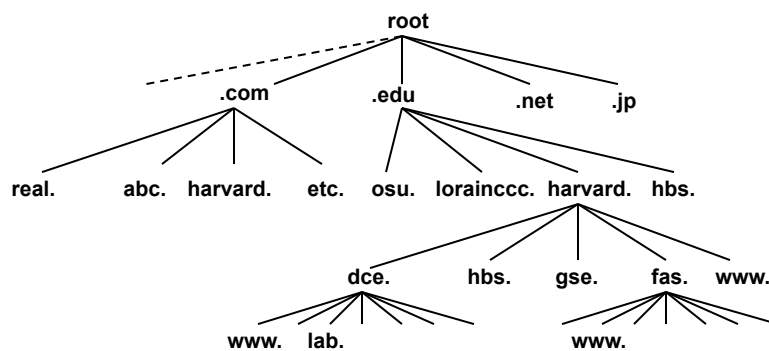 root
.com .edu .net .jp
real. abc. harvard. etc. osu. lorainccc. harvard. hbs.
dce. hbs. gse. fas. www.
www. lab. www.